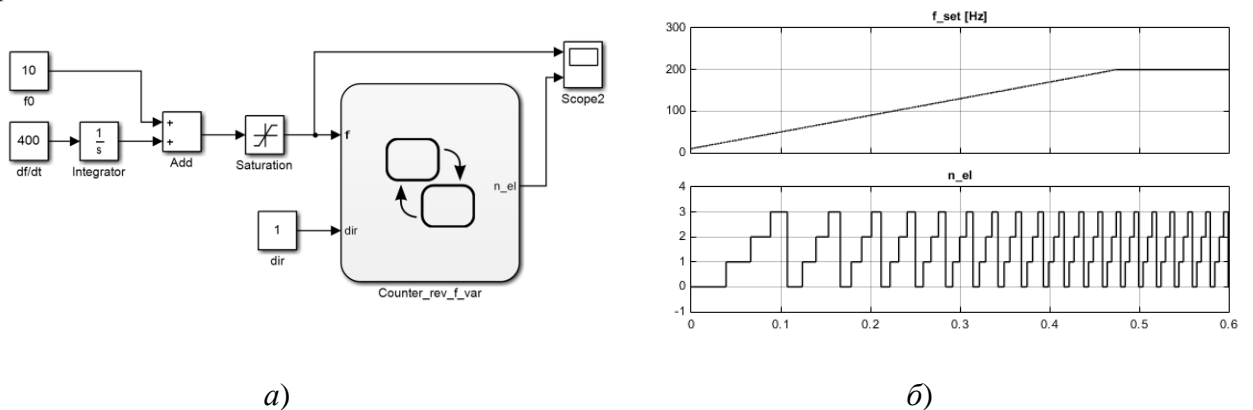 10
f0
400
df/dt
1
s
Integrator
+
+
Add
Saturation
1
dir
f
dir
n_el
Counter_rev_f_var
Scope2
f_set [Hz]
300
200
100
0
n_el
4
3
2
1
0
-1
0 0.1 0.2 0.3 0.4 0.5 0.6
а) б)